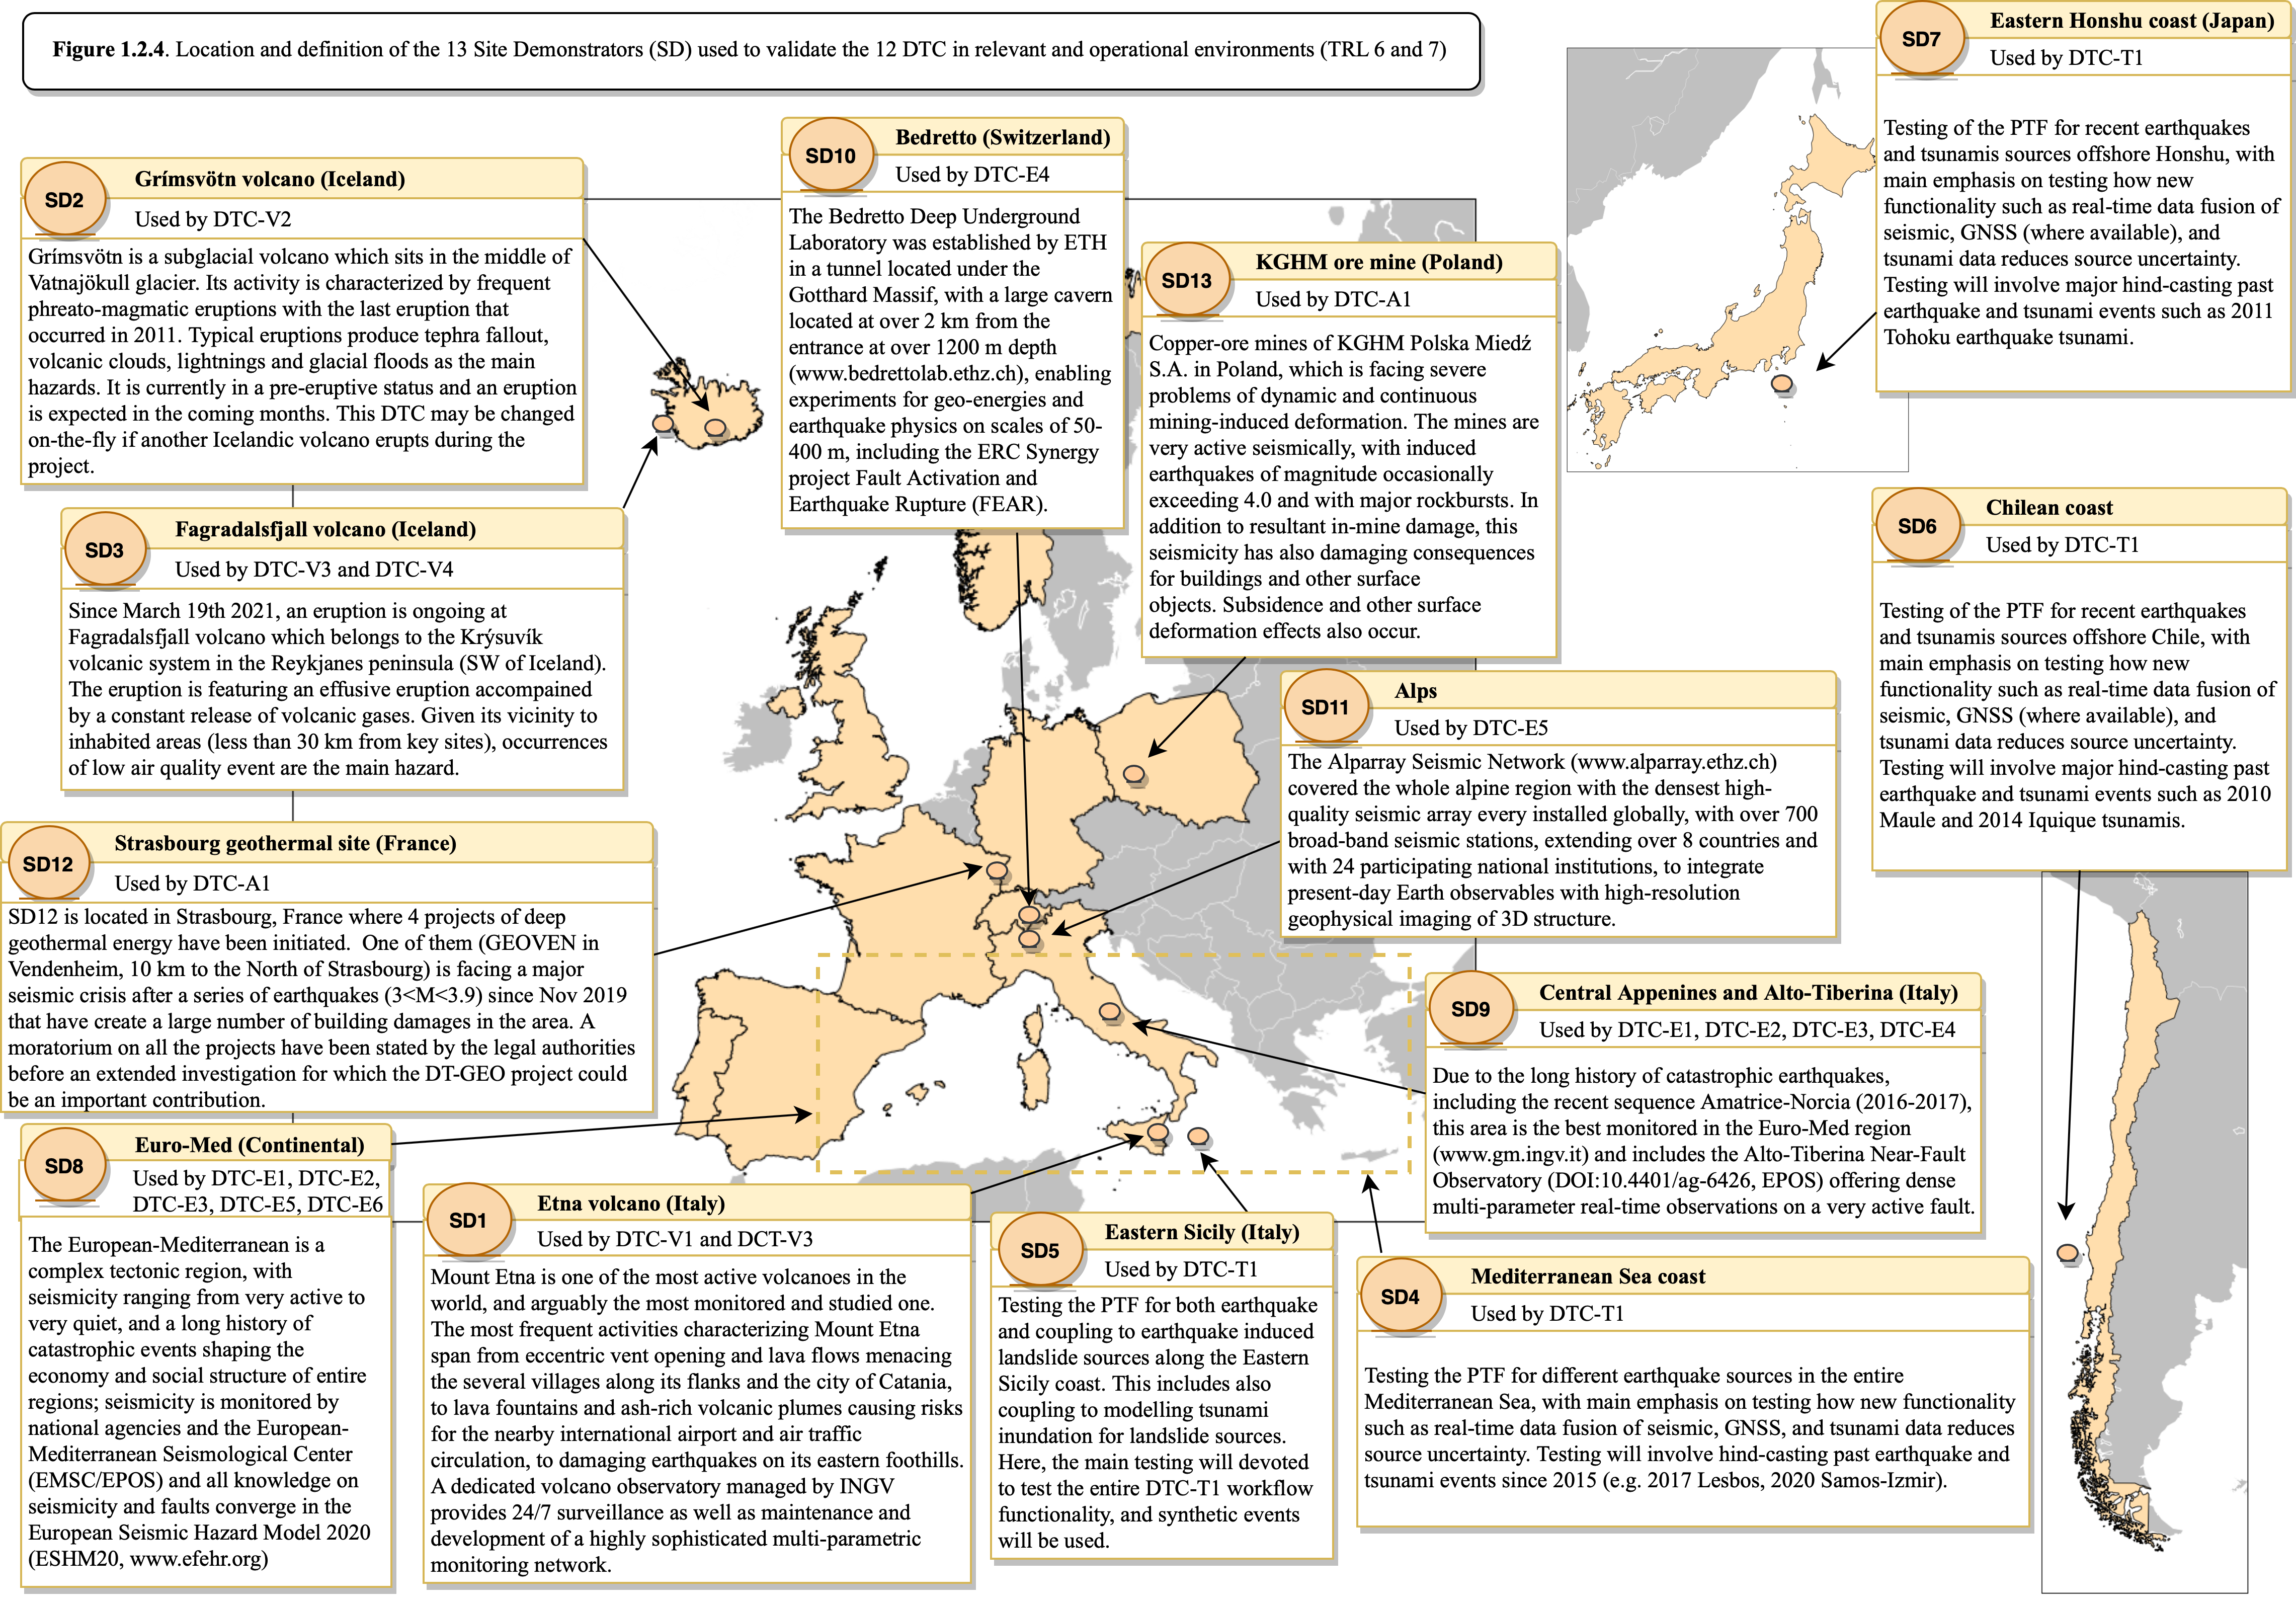 Figure 1.2.4. Location and definition of the 13 Site Demonstrators (SD) used to validate the 12 DTC in relevant and operational environments (TRL 6 and 7)
SD7
Eastern Honshu coast (Japan)
Used by DTC-T1
Testing of the PTF for recent earthquakes
and tsunamis sources offshore Honshu, with
main emphasis on testing how new
functionality such as real-time data fusion of
seismic, GNSS (where available), and
tsunami data reduces source uncertainty.
Testing will involve major hind-casting past
earthquake and tsunami events such as 2011
Tohoku earthquake tsunami.
SD10
Bedretto (Switzerland)
Used by DTC-E4
The Bedretto Deep Underground
Laboratory was established by ETH
in a tunnel located under the
Gotthard Massif, with a large cavern
located at over 2 km from the
entrance at over 1200 m depth
(www.bedrettolab.ethz.ch), enabling
experiments for geo-energies and
earthquake physics on scales of 50-
400 m, including the ERC Synergy
project Fault Activation and
Earthquake Rupture (FEAR).
SD2
Grímsvötn volcano (Iceland)
Used by DTC-V2
Grímsvötn is a subglacial volcano which sits in the middle of
Vatnajökull glacier. Its activity is characterized by frequent
phreato-magmatic eruptions with the last eruption that
occurred in 2011. Typical eruptions produce tephra fallout,
volcanic clouds, lightnings and glacial floods as the main
hazards. It is currently in a pre-eruptive status and an eruption
is expected in the coming months. This DTC may be changed
on-the-fly if another Icelandic volcano erupts during the
project.
SD13
KGHM ore mine (Poland)
Used by DTC-A1
Copper-ore mines of KGHM Polska Miedź
S.A. in Poland, which is facing severe
problems of dynamic and continuous
mining-induced deformation. The mines are
very active seismically, with induced
earthquakes of magnitude occasionally
exceeding 4.0 and with major rockbursts. In
addition to resultant in-mine damage, this
seismicity has also damaging consequences
for buildings and other surface
objects. Subsidence and other surface
deformation effects also occur.
SD6
Chilean coast
Used by DTC-T1
Testing of the PTF for recent earthquakes
and tsunamis sources offshore Chile, with
main emphasis on testing how new
functionality such as real-time data fusion of
seismic, GNSS (where available), and
tsunami data reduces source uncertainty.
Testing will involve major hind-casting past
earthquake and tsunami events such as 2010
Maule and 2014 Iquique tsunamis.
SD3
Fagradalsfjall volcano (Iceland)
Used by DTC-V3 and DTC-V4
Since March 19th 2021, an eruption is ongoing at
Fagradalsfjall volcano which belongs to the Krýsuvík
volcanic system in the Reykjanes peninsula (SW of Iceland).
The eruption is featuring an effusive eruption accompained
by a constant release of volcanic gases. Given its vicinity to
inhabited areas (less than 30 km from key sites), occurrences
of low air quality event are the main hazard.
SD11
Alps
Used by DTC-E5
The Alparray Seismic Network (www.alparray.ethz.ch)
covered the whole alpine region with the densest high-
quality seismic array every installed globally, with over 700
broad-band seismic stations, extending over 8 countries and
with 24 participating national institutions, to integrate
present-day Earth observables with high-resolution
geophysical imaging of 3D structure.
SD12
Strasbourg geothermal site (France)
Used by DTC-A1
SD12 is located in Strasbourg, France where 4 projects of deep
geothermal energy have been initiated.  One of them (GEOVEN in
Vendenheim, 10 km to the North of Strasbourg) is facing a major
seismic crisis after a series of earthquakes (3<M<3.9) since Nov 2019
that have create a large number of building damages in the area. A
moratorium on all the projects have been stated by the legal authorities
before an extended investigation for which the DT-GEO project could
be an important contribution.
SD9
Central Appenines and Alto-Tiberina (Italy)
Used by DTC-E1, DTC-E2, DTC-E3, DTC-E4
Due to the long history of catastrophic earthquakes,
including the recent sequence Amatrice-Norcia (2016-2017),
this area is the best monitored in the Euro-Med region
(www.gm.ingv.it) and includes the Alto-Tiberina Near-Fault
Observatory (DOI:10.4401/ag-6426, EPOS) offering dense
multi-parameter real-time observations on a very active fault.
SD8
Euro-Med (Continental)
Used by DTC-E1, DTC-E2,
DTC-E3, DTC-E5, DTC-E6
The European-Mediterranean is a
complex tectonic region, with
seismicity ranging from very active to
very quiet, and a long history of
catastrophic events shaping the
economy and social structure of entire
regions; seismicity is monitored by
national agencies and the European-
Mediterranean Seismological Center
(EMSC/EPOS) and all knowledge on
seismicity and faults converge in the
European Seismic Hazard Model 2020
(ESHM20, www.efehr.org)
SD1
Etna volcano (Italy)
Used by DTC-V1 and DCT-V3
Mount Etna is one of the most active volcanoes in the
world, and arguably the most monitored and studied one.
The most frequent activities characterizing Mount Etna
span from eccentric vent opening and lava flows menacing
the several villages along its flanks and the city of Catania,
to lava fountains and ash-rich volcanic plumes causing risks
for the nearby international airport and air traffic
circulation, to damaging earthquakes on its eastern foothills.
A dedicated volcano observatory managed by INGV
provides 24/7 surveillance as well as maintenance and
development of a highly sophisticated multi-parametric
monitoring network.
SD5
Eastern Sicily (Italy)
Used by DTC-T1
Testing the PTF for both earthquake
and coupling to earthquake induced
landslide sources along the Eastern
Sicily coast. This includes also
coupling to modelling tsunami
inundation for landslide sources.
Here, the main testing will devoted
to test the entire DTC-T1 workflow
functionality, and synthetic events
will be used.
SD4
Mediterranean Sea coast
Used by DTC-T1
Testing the PTF for different earthquake sources in the entire
Mediterranean Sea, with main emphasis on testing how new functionality
such as real-time data fusion of seismic, GNSS, and tsunami data reduces
source uncertainty. Testing will involve hind-casting past earthquake and
tsunami events since 2015 (e.g. 2017 Lesbos, 2020 Samos-Izmir).